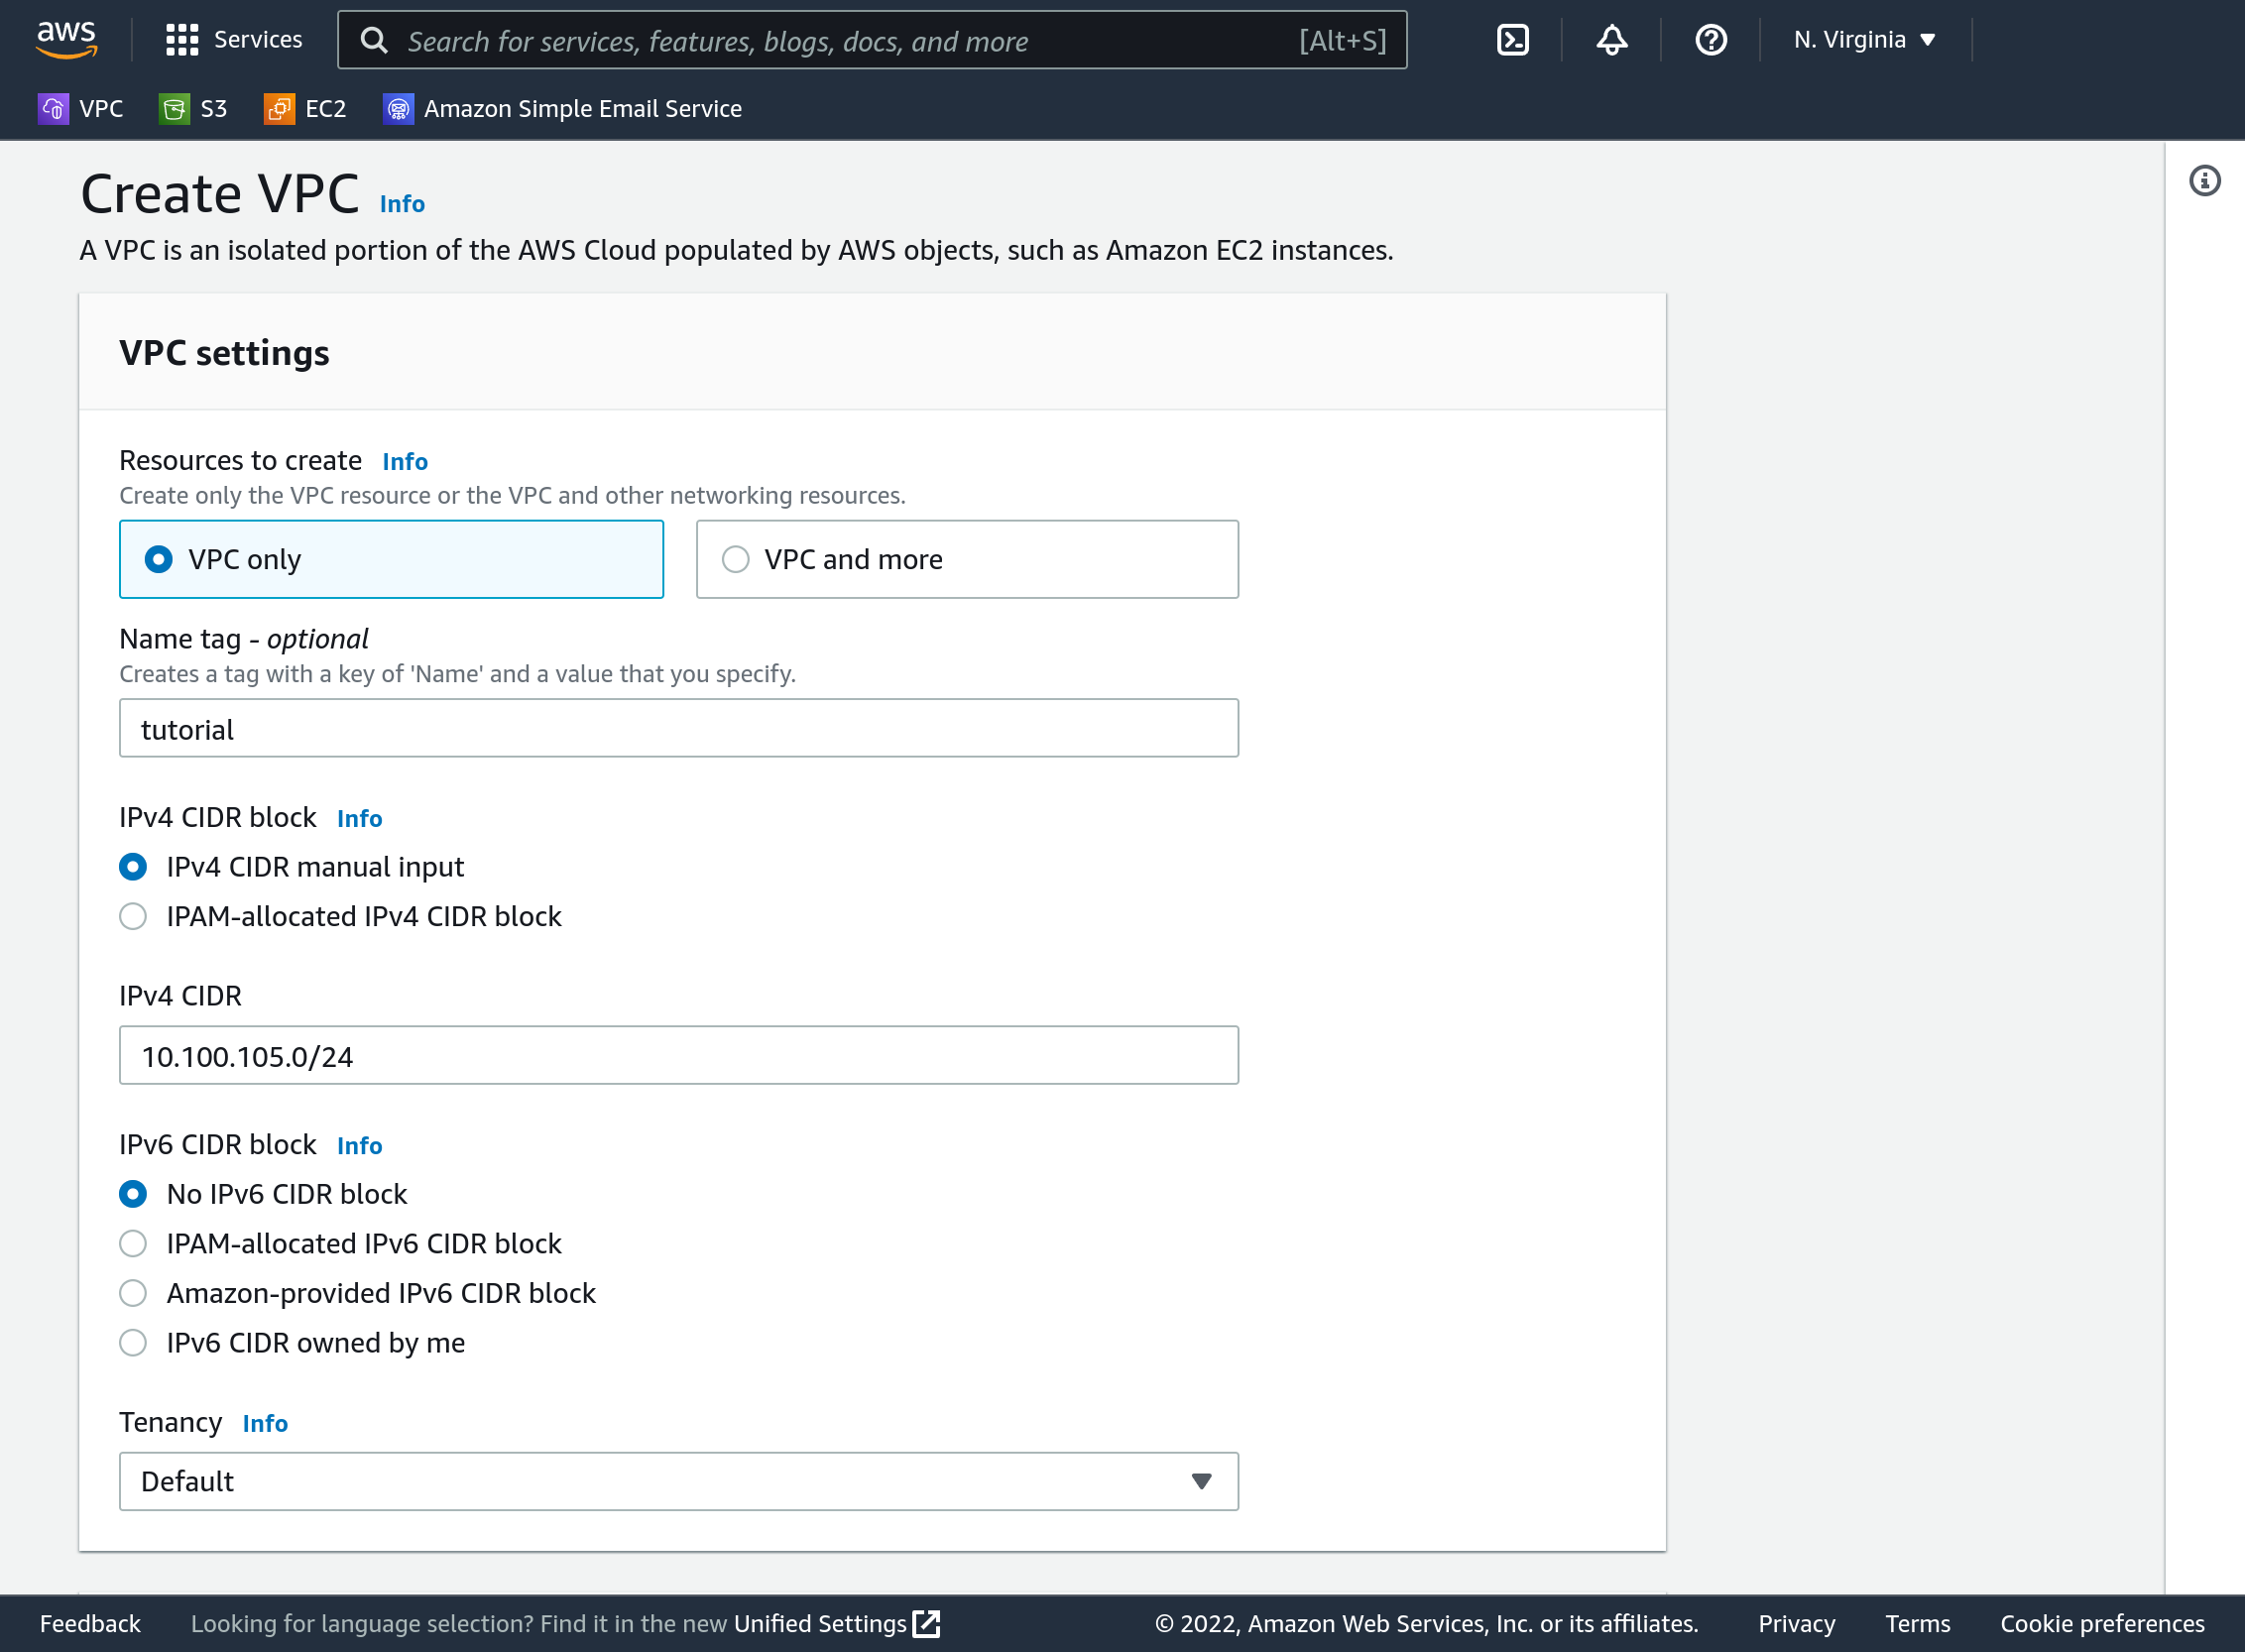 aws Services Search for services, features, blogs, docs, and more [Alt+S] N. Virginia
VPC S3 EC2 Amazon Simple Email Service
Create VPC Info
A VPC is an isolated portion of the AWS Cloud populated by AWS objects, such as Amazon EC2 instances.
VPC settings
Resources to create Info
Create only the VPC resource or the VPC and other networking resources.
VPC only VPC and more
Name tag - optional
Creates a tag with a key of 'Name' and a value that you specify.
tutorial
IPv4 CIDR block Info
IPv4 CIDR manual input
IPAM-allocated IPv4 CIDR block
IPv4 CIDR
10.100.105.0/24
IPv6 CIDR block Info
No IPv6 CIDR block
IPAM-allocated IPv6 CIDR block
Amazon-provided IPv6 CIDR block
IPv6 CIDR owned by me
Tenancy Info
Default
Feedback Looking for language selection? Find it in the new Unified Settings © 2022, Amazon Web Services, Inc. or its affiliates. Privacy Terms Cookie preferences